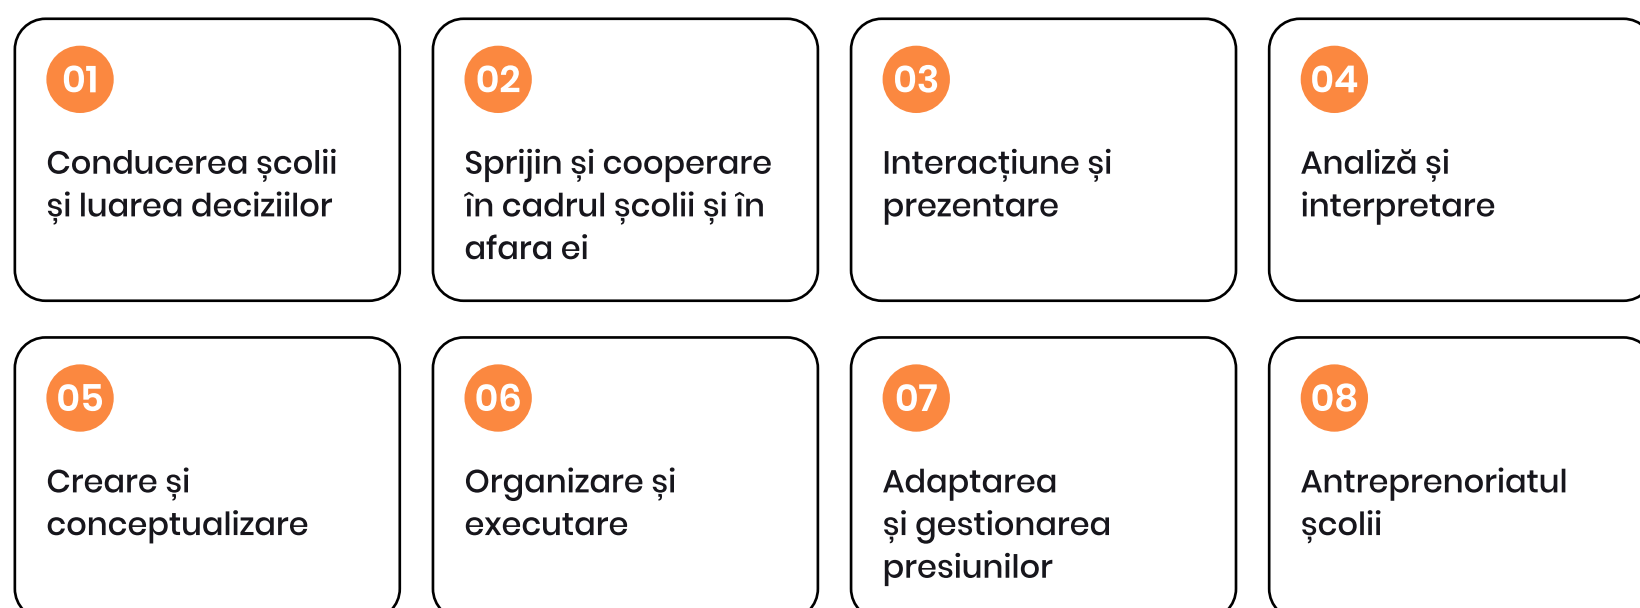 01
Conducerea școlii
și luarea deciziilor
02
Sprijin și cooperare
în cadrul școlii și în
afara ei
03
Interacțiune și
prezentare
04
Analiză și
interpretare
05
Creare și
conceptualizare
06
Organizare și
executare
07
Adaptarea
și gestionarea
presiunilor
08
Antreprenoriatul
școlii